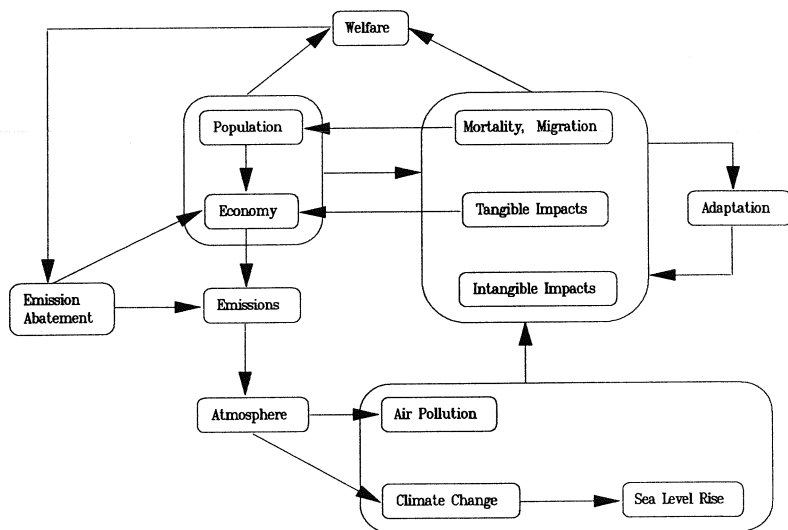 Welfare
Population
Mortality, Migration
Economy
Tangible Impacts
Adaptation
Emission
Abatement
Emissions
Intangible Impacts
Atmosphere
Air Pollution
Climate Change
Sea Level Rise